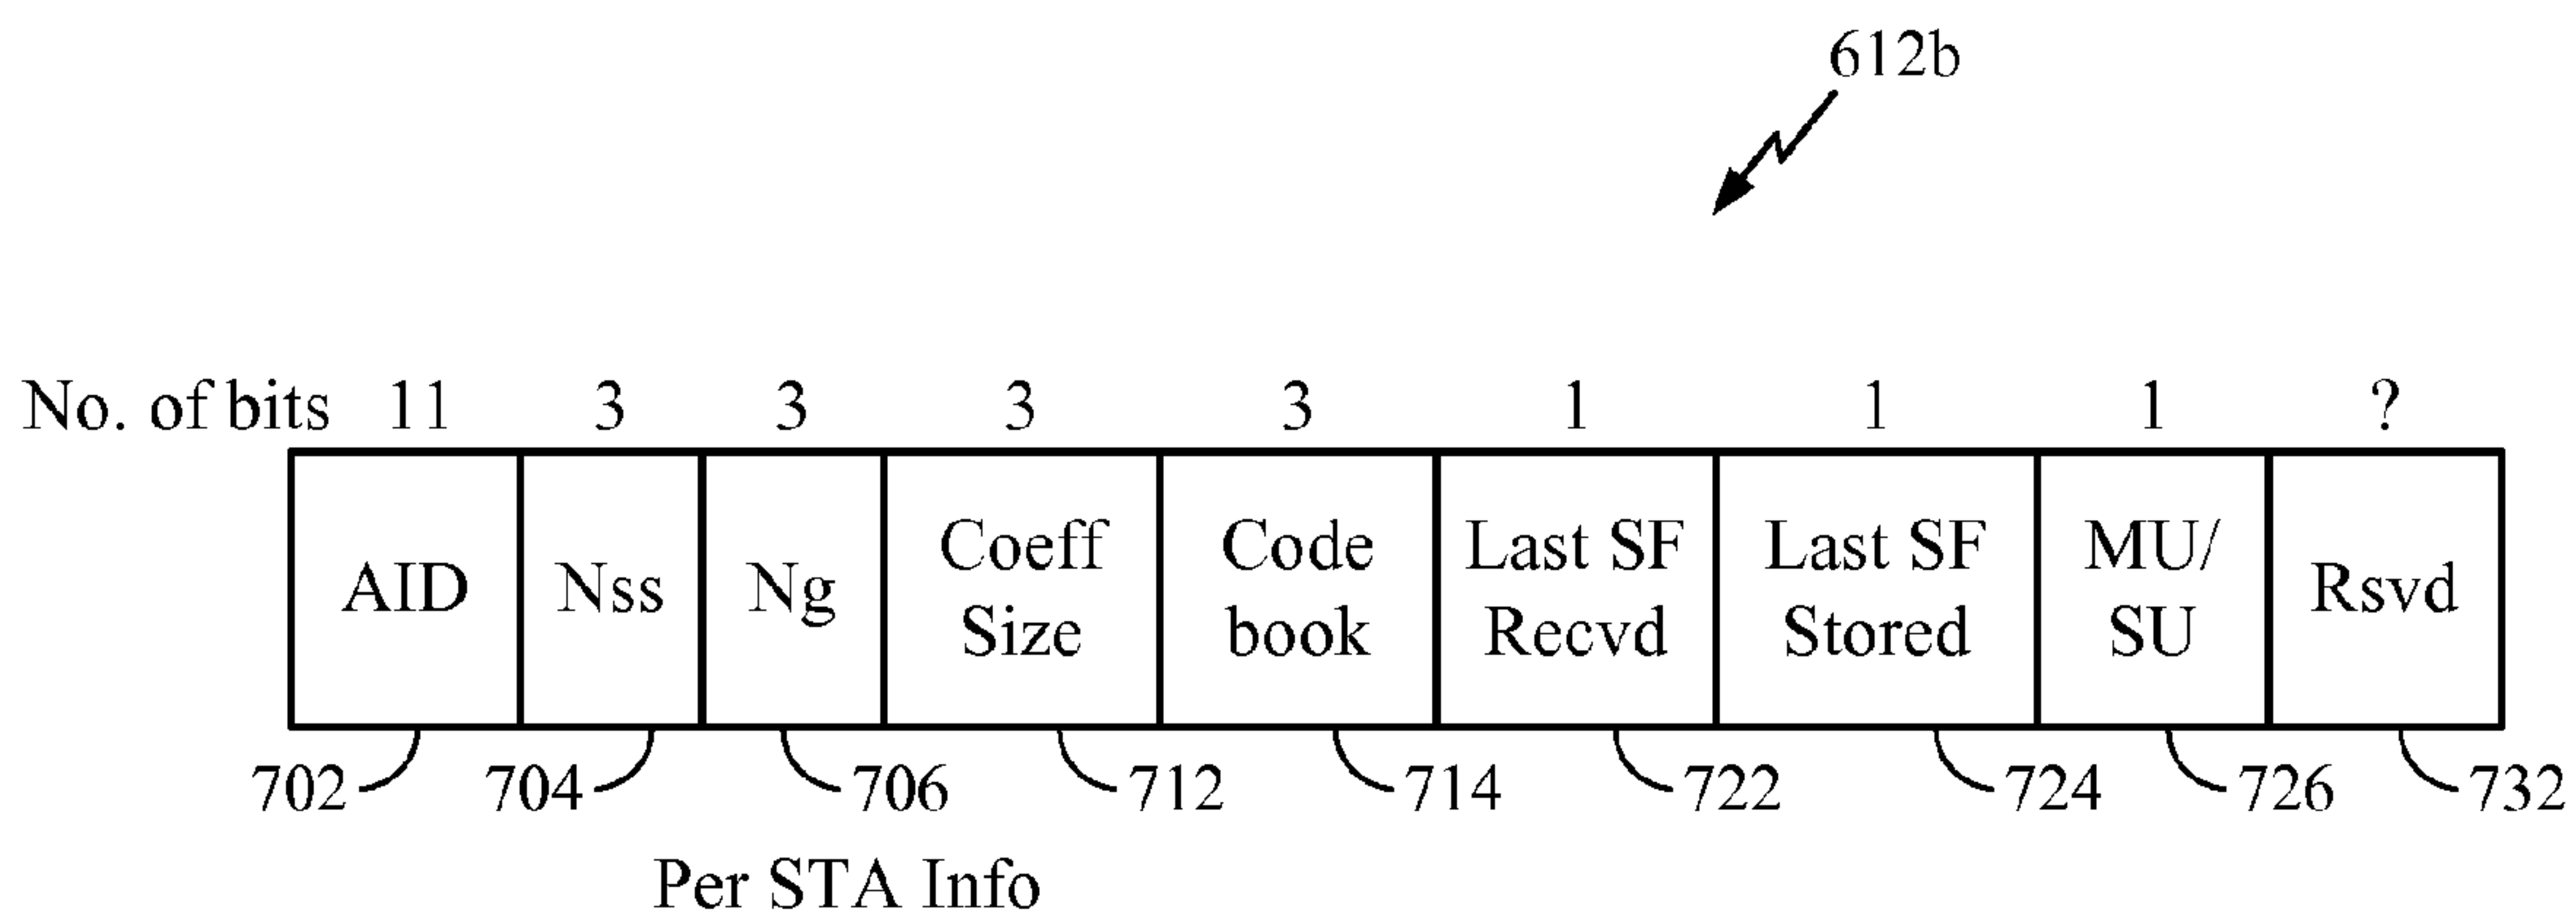 612b
No. of bits 11 3 3 3 3 1 1 1 ?
AID Nss Ng Coeff Size Code book Last SF Recvd Last SF Stored MU/ SU Rsvd
702 704 706 712 714 722 724 726 732
Per STA Info